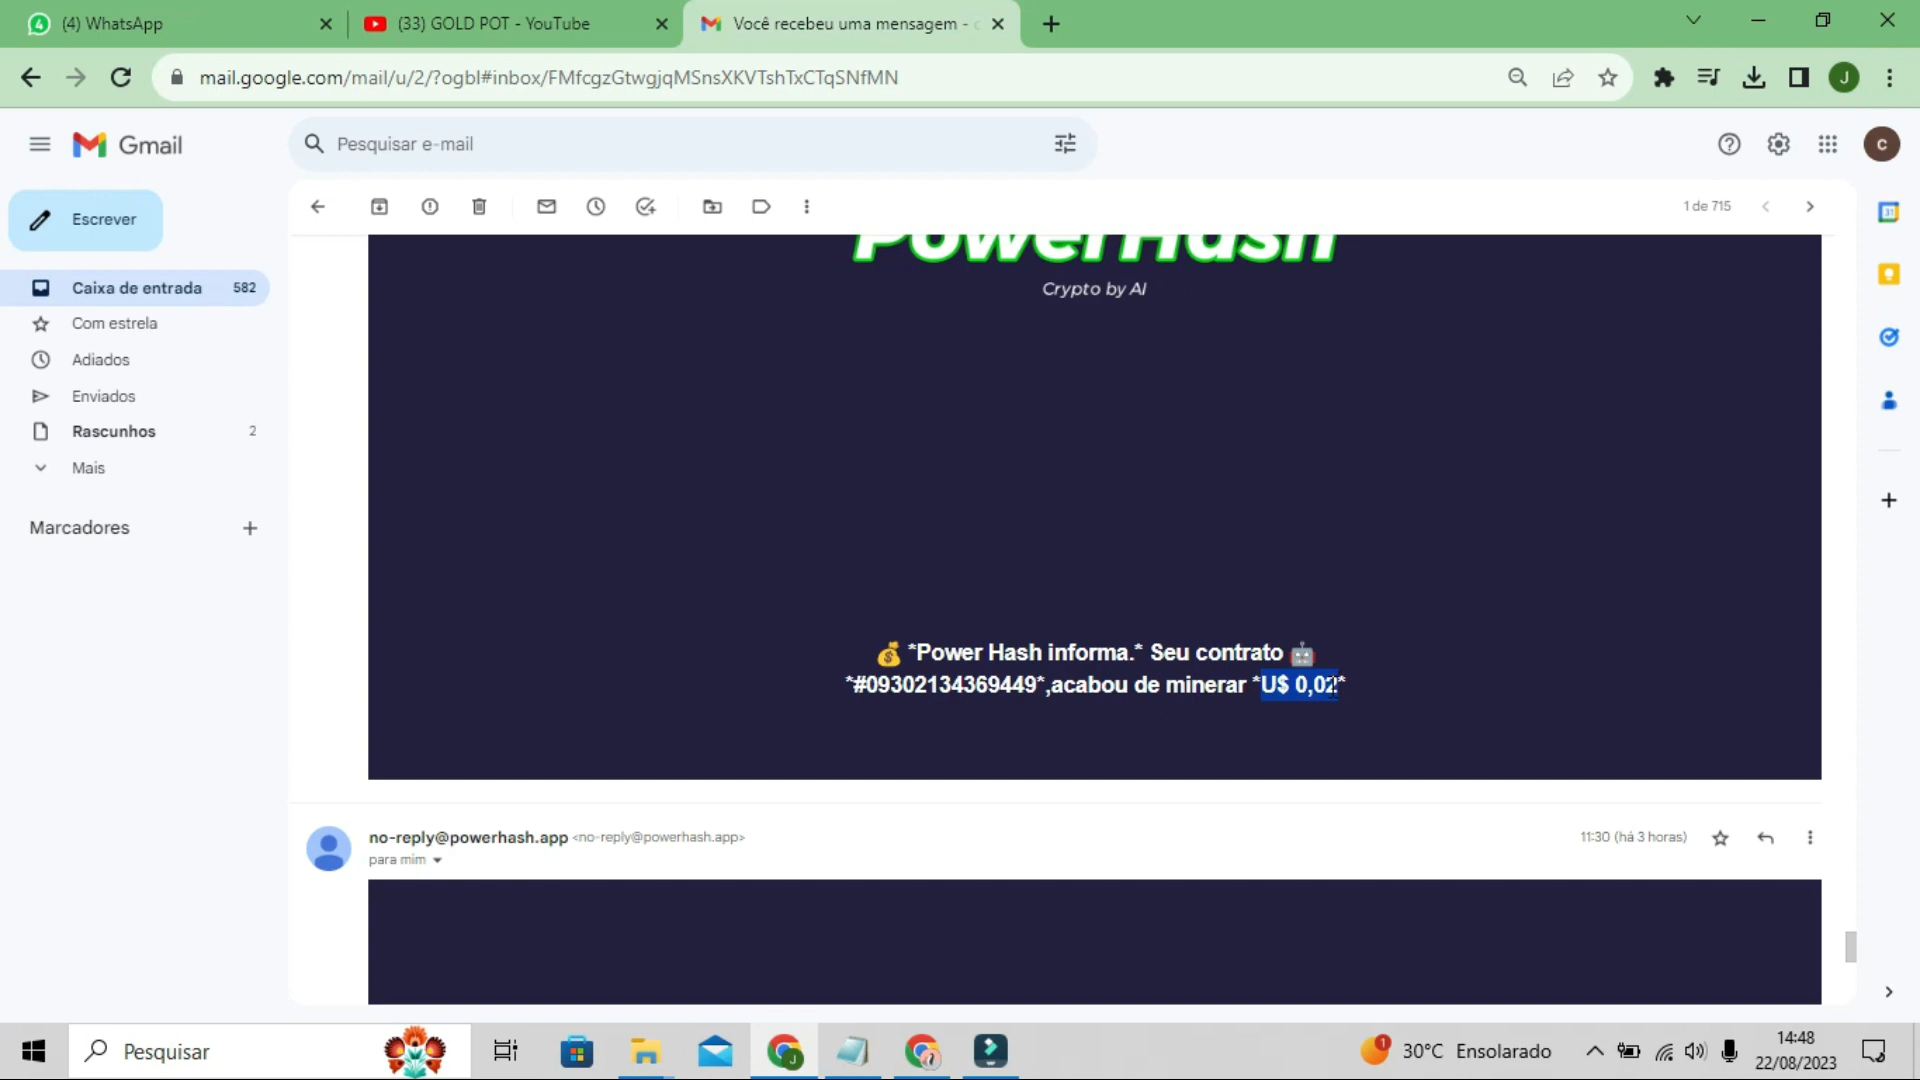 (4) WhatsApp
(33) GOLD POT - YouTube
Você recebeu uma mensagem -
mail.google.com/mail/u/2/?ogbl#inbox/FMfcgzGtwgjqMSnsXKVTshTxCTqSNfMN
J
Gmail
Pesquisar e-mail
C
Escrever
1 de 715
31
Caixa de entrada 582
Com estrela
Adiados
Enviados
Rascunhos 2
Mais
Marcadores
PowerHash
Crypto by AI
💰 *Power Hash informa.* Seu contrato 🤖
*#09302134369449*,acabou de minerar *U$ 0,02*
no-reply@powerhash.app <no-reply@powerhash.app>
11:30 (há 3 horas)
para mim
Pesquisar
J
1
30°C Ensolarado
14:48
22/08/2023